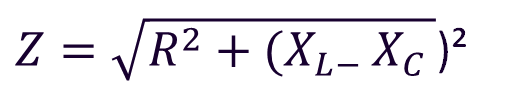 Z = √R² + (X_L− X_C)²